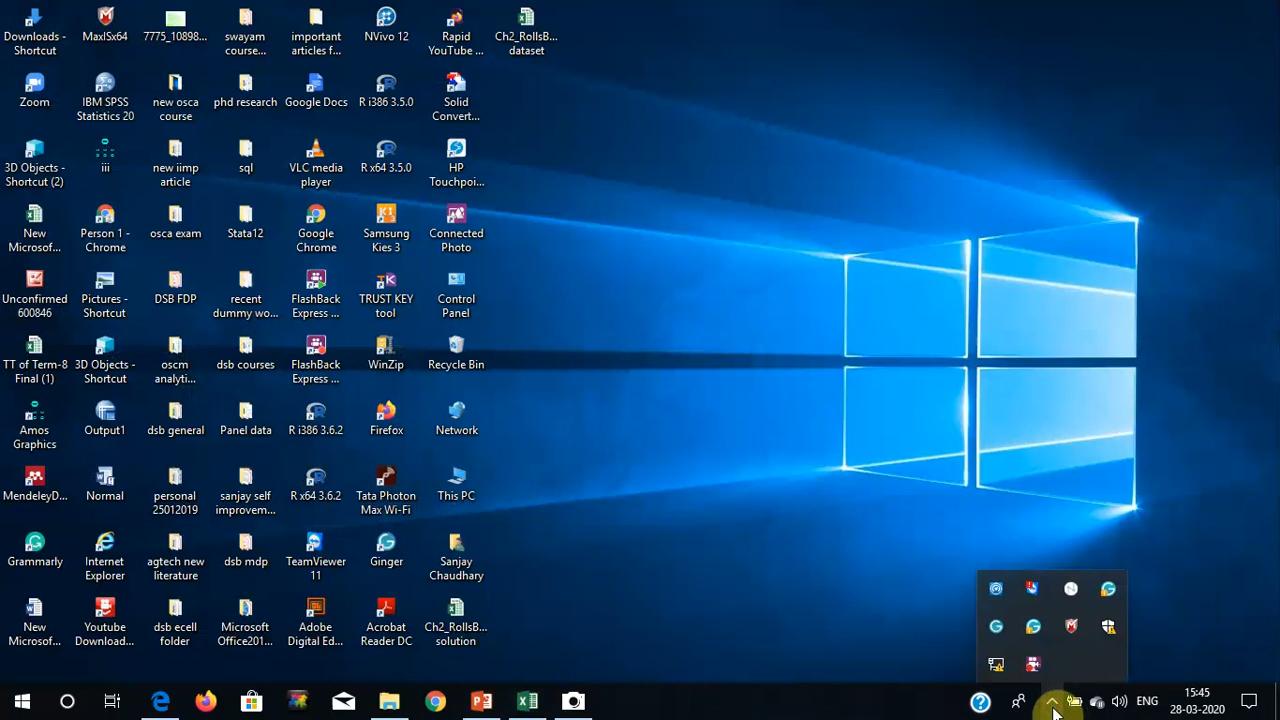 Downloads -
Shortcut
MaxISx64
7775_10898...
swayam
course...
important
articles f...
NVivo 12
Rapid
YouTube ...
Ch2_RollsB...
dataset
Zoom
IBM SPSS
Statistics 20
new osca
course
phd research
Google Docs
R i386 3.5.0
Solid
Convert...
3D Objects -
Shortcut (2)
iii
new iimp
article
sql
VLC media
player
R x64 3.5.0
HP
Touchpoi...
New
Microsof...
Person 1 -
Chrome
osca exam
Stata12
Google
Chrome
Samsung
Kies 3
Connected
Photo
Unconfirmed
600846
Pictures -
Shortcut
DSB FDP
recent
dummy wo...
FlashBack
Express ...
TRUST KEY
tool
Control
Panel
TT of Term-8
Final (1)
3D Objects -
Shortcut
oscm
analyti...
dsb courses
FlashBack
Express ...
WinZip
Recycle Bin
Amos
Graphics
Output1
dsb general
Panel data
R i386 3.6.2
Firefox
Network
MendeleyD...
Normal
personal
25012019
sanjay self
improvem...
R x64 3.6.2
Tata Photon
Max Wi-Fi
This PC
Grammarly
Internet
Explorer
agtech new
literature
dsb mdp
TeamViewer
11
Ginger
Sanjay
Chaudhary
New
Microsof...
Youtube
Download...
dsb ecell
folder
Microsoft
Office201...
Adobe
Digital Ed...
Acrobat
Reader DC
Ch2_RollsB...
solution
ENG
15:45
28-03-2020